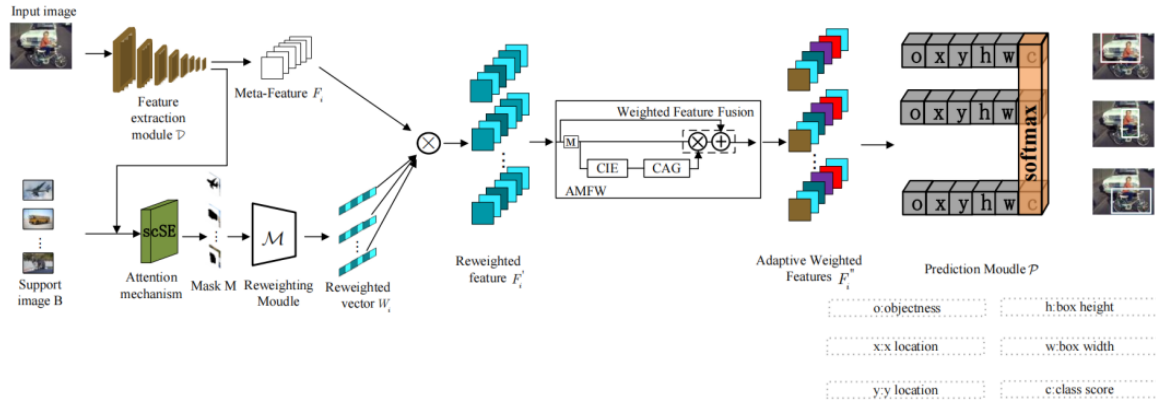 Input image
Feature
extraction
module 𝒟
Meta-Feature F_i
Support
image B
scSE
Attention
mechanism
Mask M
ℳ
Reweighting
Moudle
Reweighted
vector W_i
Reweighted
feature F_i'
Weighted Feature Fusion
M
CIE
CAG
AMFW
Adaptive Weighted
Features F_i"
o x y h w c
o x y h w c
o x y h w c
softmax
Prediction Moudle 𝒫
o:objectness
h:box height
x:x location
w:box width
y:y location
c:class score